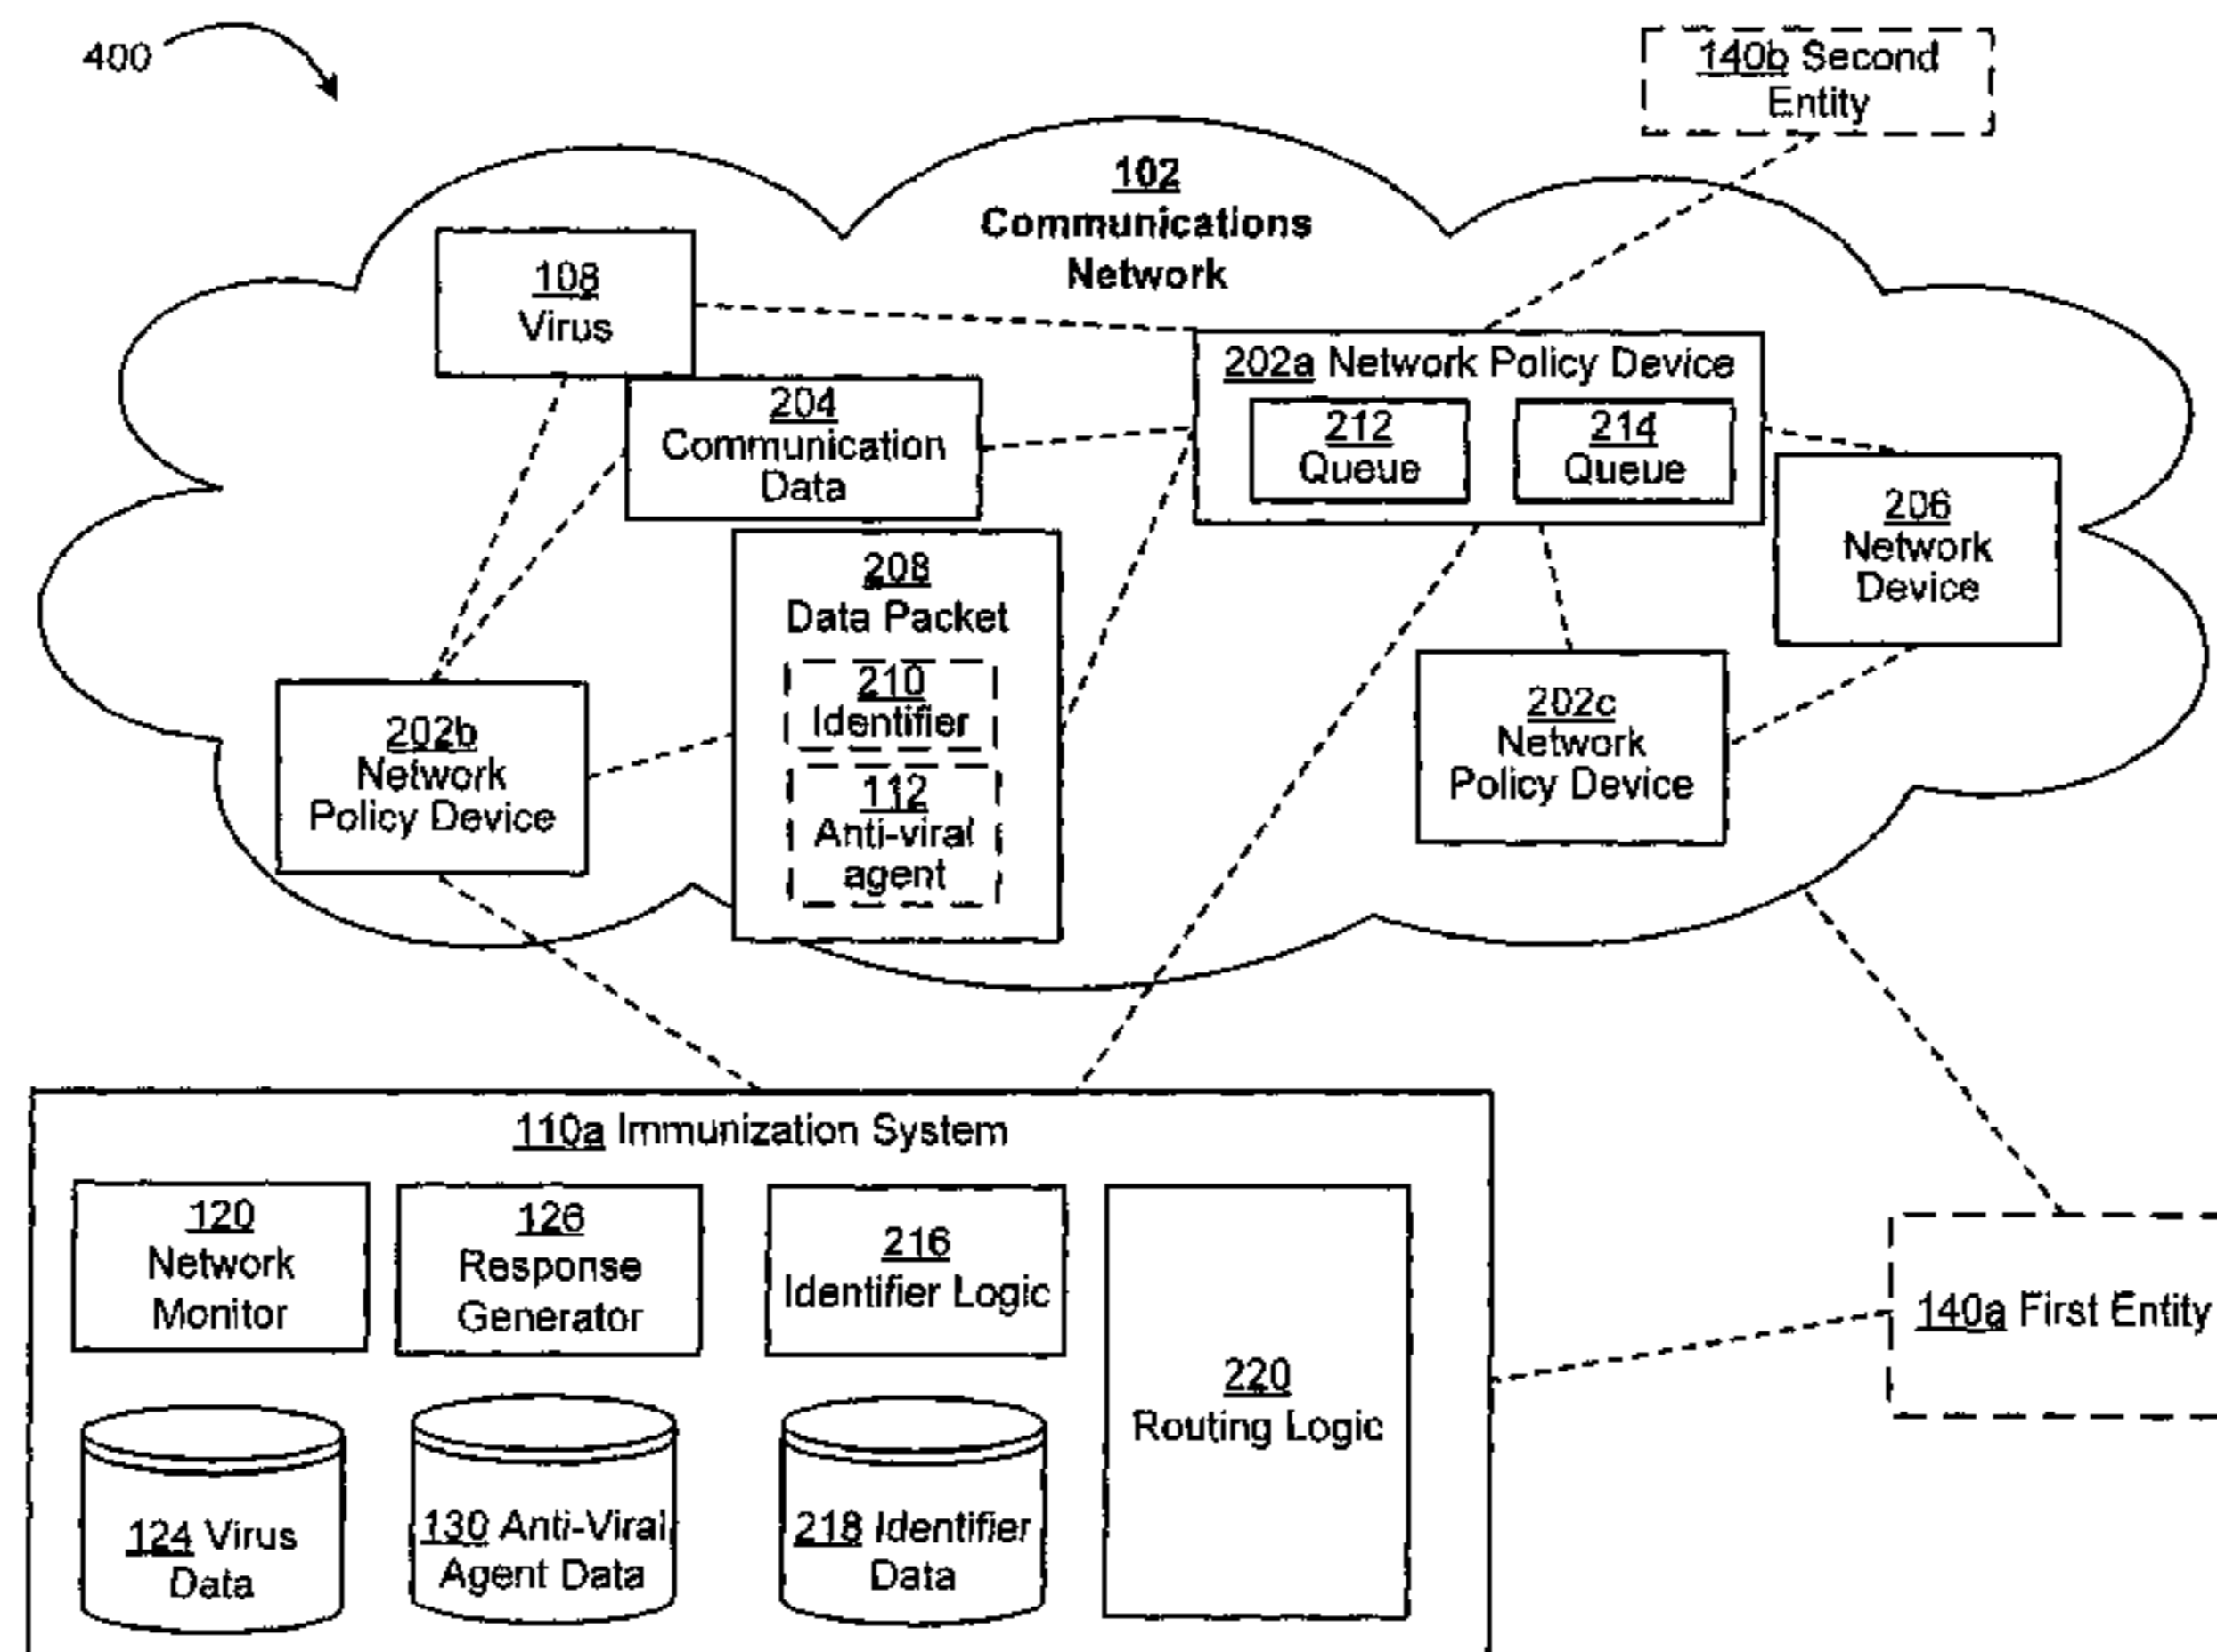 400
140b Second
Entity
102
Communications
Network
108
Virus
202a Network Policy Device
212
Queue
214
Queue
204
Communication
Data
206
Network
Device
208
Data Packet
210
Identifier
112
Anti-viral
agent
202b
Network
Policy Device
202c
Network
Policy Device
110a Immunization System
120
Network
Monitor
126
Response
Generator
216
Identifier Logic
220
Routing Logic
140a First Entity
124 Virus
Data
130 Anti-Viral
Agent Data
218 Identifier
Data